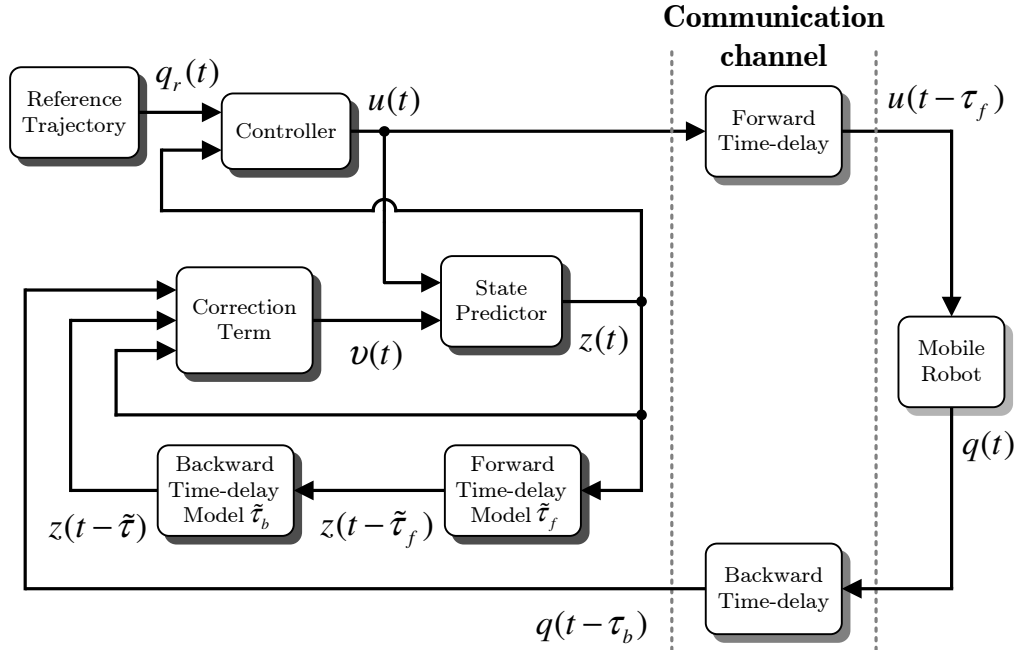 Communication
channel
q_r(t)
u(t)
u(t − τ_f)
Reference
Trajectory
Controller
Forward
Time-delay
Correction
Term
State
Predictor
υ(t)
z(t)
Mobile
Robot
q(t)
Backward
Time-delay
Model τ̃_b
Forward
Time-delay
Model τ̃_f
z(t − τ̃)
z(t − τ̃_f)
Backward
Time-delay
q(t − τ_b)